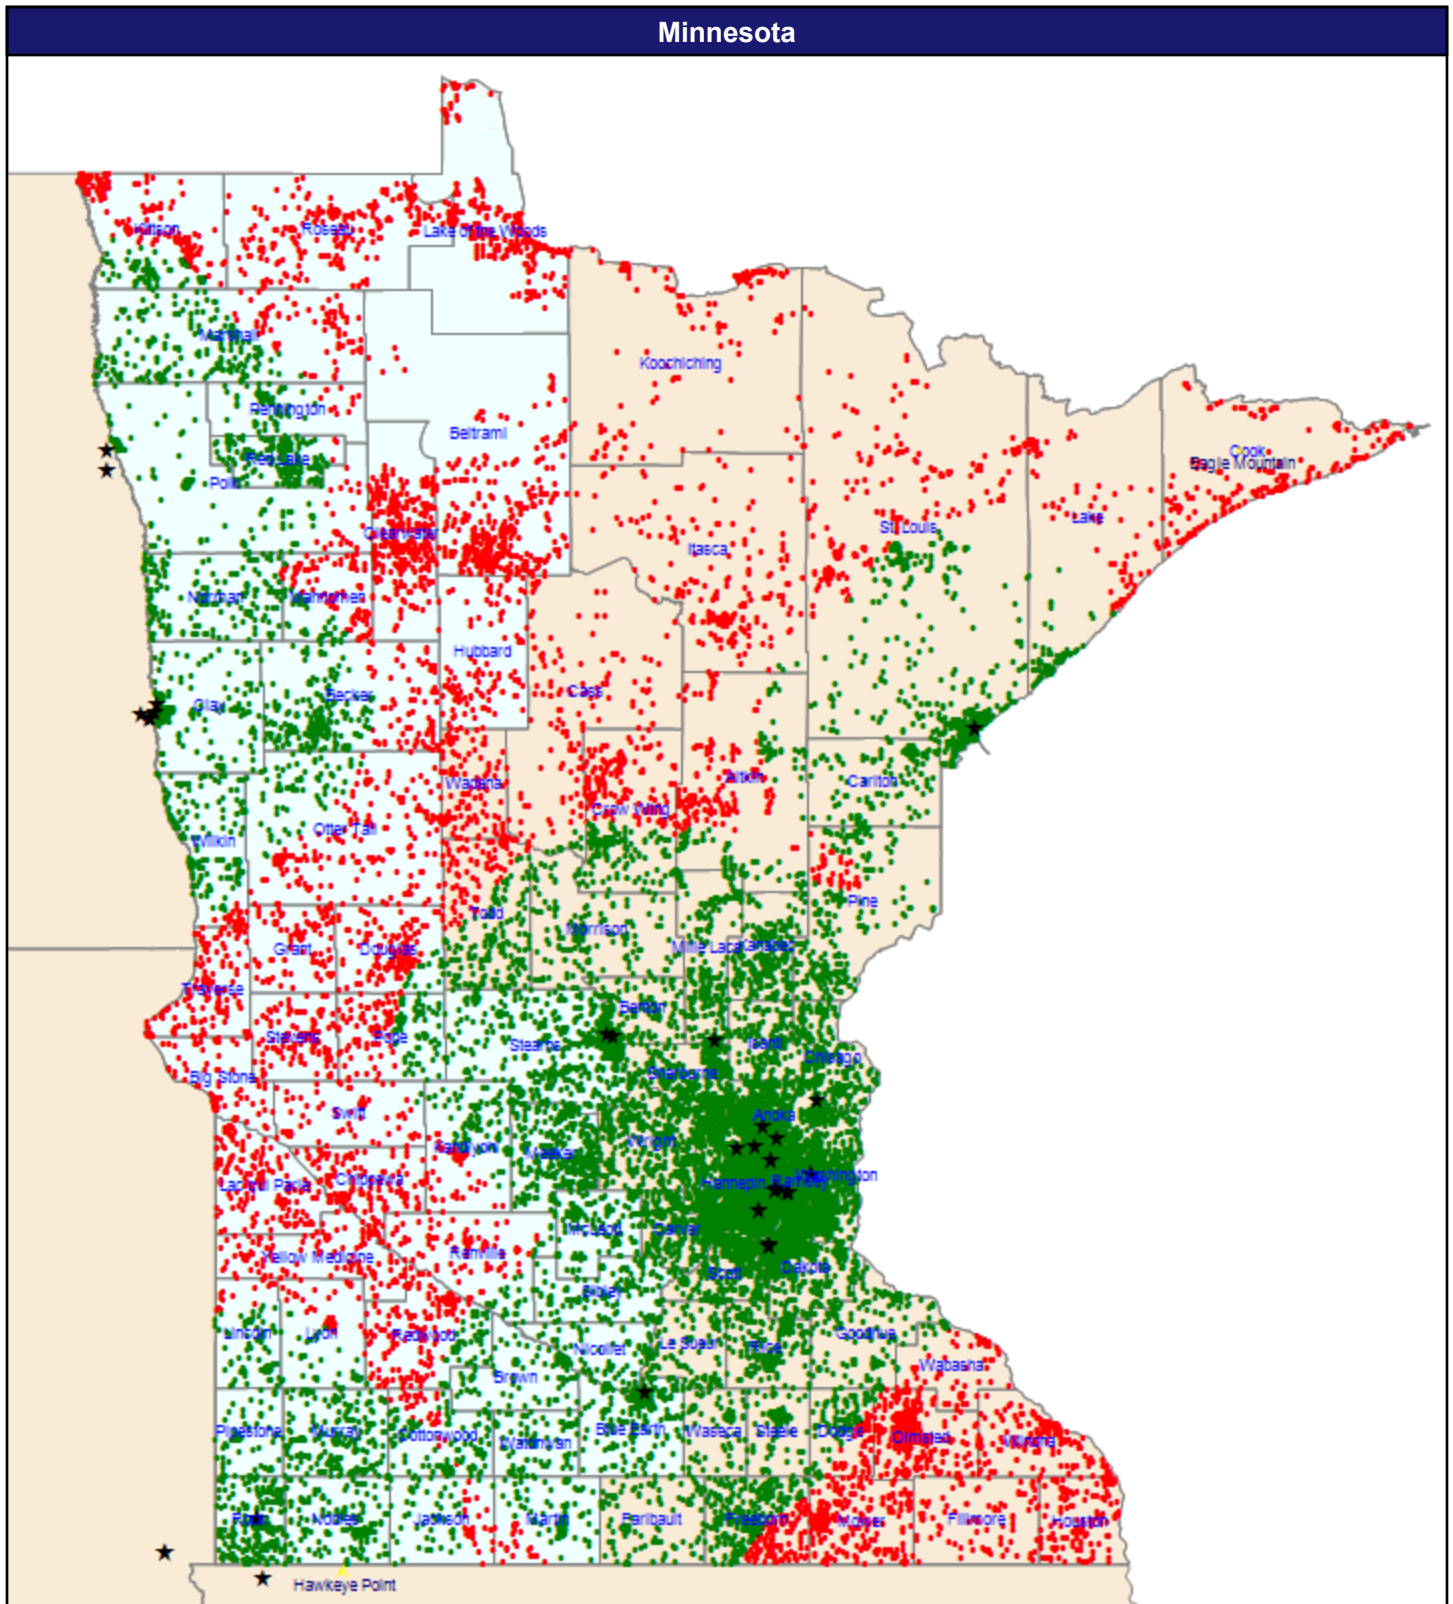 Minnesota
Kittson
Roseau
Lake of the Woods
Marshall
Koochiching
Pennington
Beltrami
Cook
Red Lake
Eagle Mountain
Polk
Lake
Clearwater
St. Louis
Itasca
Norman
Mahnomen
Hubbard
Becker
Cass
Clay
Wadena
Aitkin
Carlton
Crow Wing
Otter Tail
Wilkin
Pine
Todd
Morrison
Grant
Douglas
Mille Lacs
Kanabec
Traverse
Benton
Stevens
Pope
Stearns
Isanti
Chisago
Big Stone
Sherburne
Swift
Anoka
Kandiyohi
Meeker
Wright
Lac qui Parle
Chippewa
Hennepin
Ramsey
Washington
McLeod
Carver
Yellow Medicine
Renville
Scott
Dakota
Sibley
Lincoln
Lyon
Redwood
Nicollet
Le Sueur
Rice
Goodhue
Wabasha
Brown
Pipestone
Murray
Cottonwood
Watonwan
Blue Earth
Waseca
Steele
Dodge
Olmsted
Winona
Rock
Nobles
Jackson
Martin
Faribault
Freeborn
Mower
Fillmore
Houston
Hawkeye Point